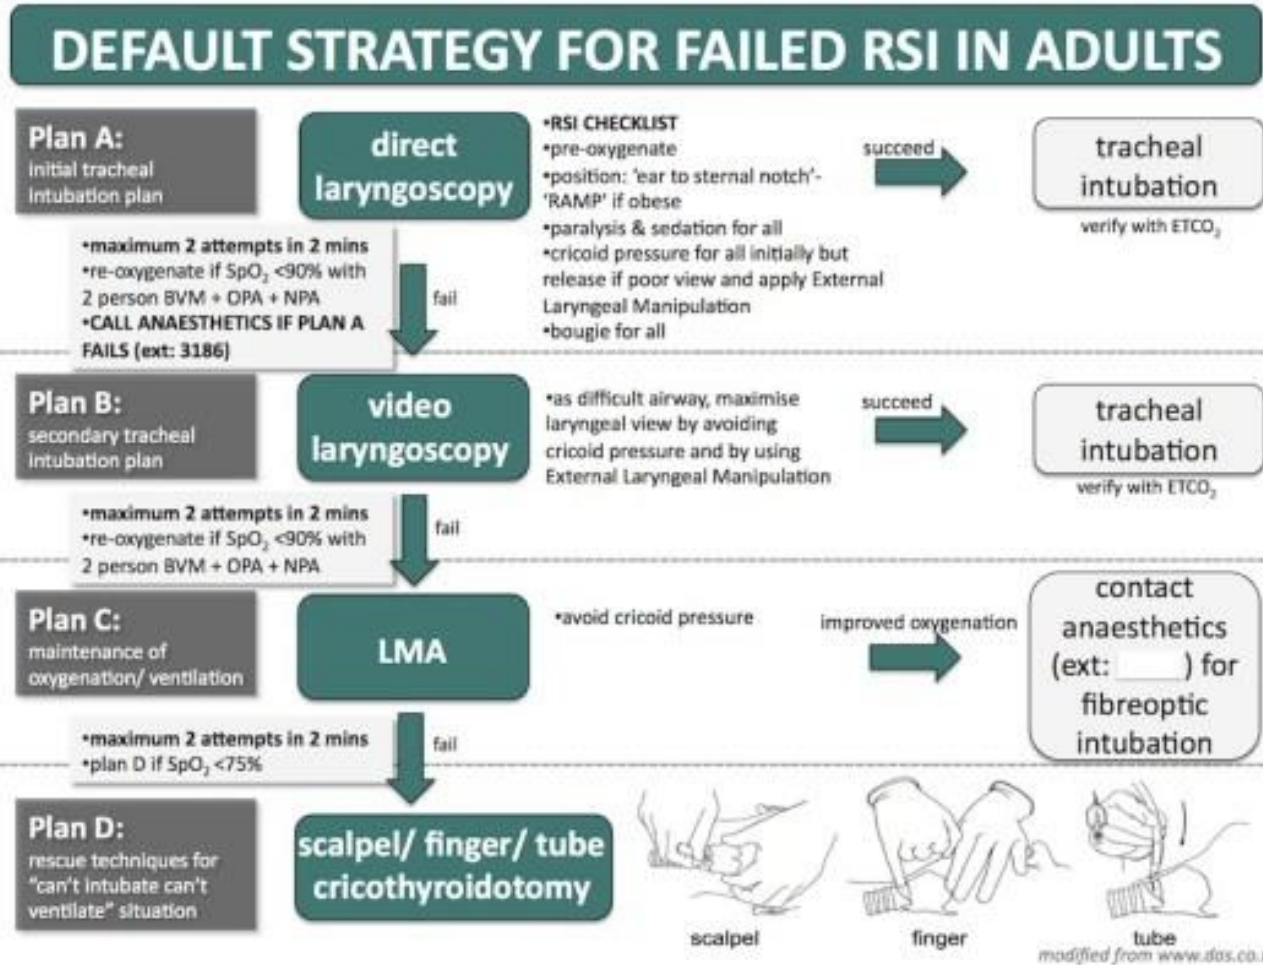 DEFAULT STRATEGY FOR FAILED RSI IN ADULTS
Plan A:
initial tracheal
intubation plan
direct
laryngoscopy
•RSI CHECKLIST
•pre-oxygenate
•position: 'ear to sternal notch'-
'RAMP' if obese
•paralysis & sedation for all
•cricoid pressure for all initially but
release if poor view and apply External
Laryngeal Manipulation
•bougie for all
succeed
tracheal
intubation
verify with ETCO₂
•maximum 2 attempts in 2 mins
•re-oxygenate if SpO₂ <90% with
2 person BVM + OPA + NPA
•CALL ANAESTHETICS IF PLAN A
FAILS (ext: 3186)
fail
Plan B:
secondary tracheal
intubation plan
video
laryngoscopy
•as difficult airway, maximise
laryngeal view by avoiding
cricoid pressure and by using
External Laryngeal Manipulation
succeed
tracheal
intubation
verify with ETCO₂
•maximum 2 attempts in 2 mins
•re-oxygenate if SpO₂ <90% with
2 person BVM + OPA + NPA
fail
Plan C:
maintenance of
oxygenation/ ventilation
LMA
•avoid cricoid pressure
improved oxygenation
contact
anaesthetics
(ext: ) for
fibreoptic
intubation
•maximum 2 attempts in 2 mins
•plan D if SpO₂ <75%
fail
Plan D:
rescue techniques for
"can't intubate can't
ventilate" situation
scalpel/ finger/ tube
cricothyroidotomy
scalpel
finger
tube
modified from www.das.co.